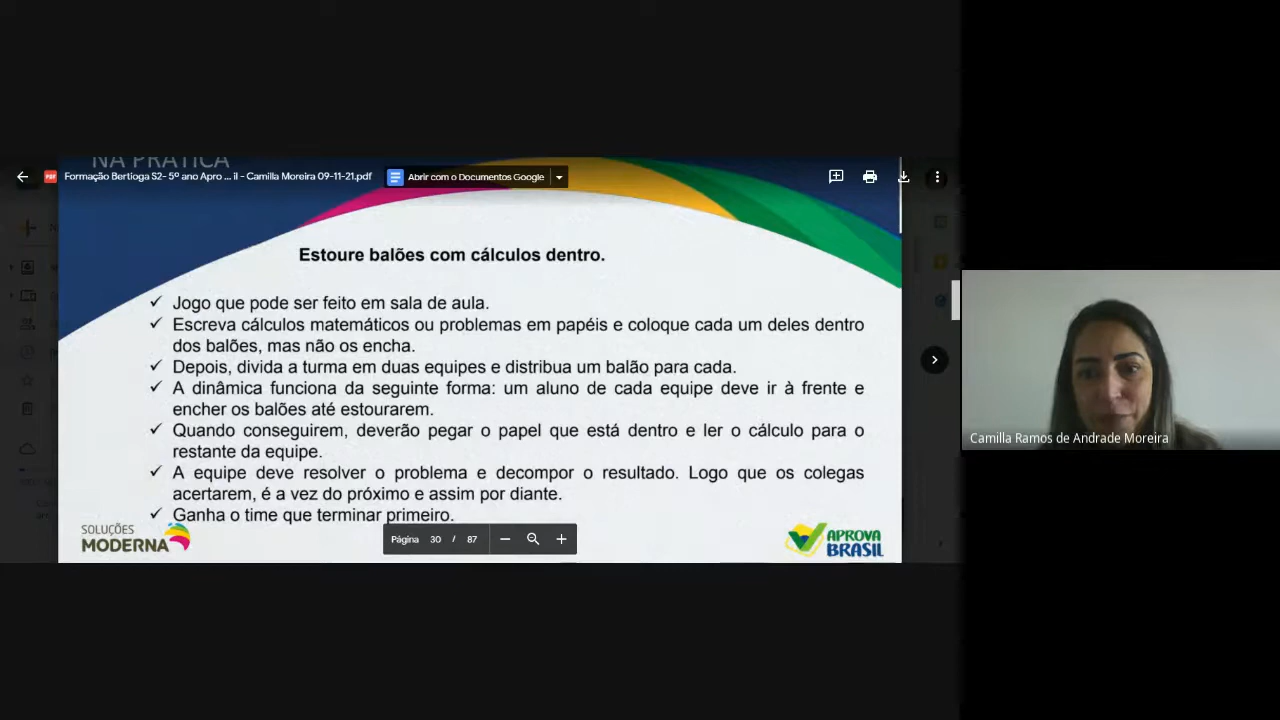 NA PRÁTICA
Formação Bertioga S2- 5º ano Apro ... il - Camilla Moreira 09-11-21.pdf
Abrir com o Documentos Google
Estoure balões com cálculos dentro.
✓ Jogo que pode ser feito em sala de aula.
✓ Escreva cálculos matemáticos ou problemas em papéis e coloque cada um deles dentro
dos balões, mas não os encha.
✓ Depois, divida a turma em duas equipes e distribua um balão para cada.
✓ A dinâmica funciona da seguinte forma: um aluno de cada equipe deve ir à frente e
encher os balões até estourarem.
✓ Quando conseguirem, deverão pegar o papel que está dentro e ler o cálculo para o
restante da equipe.
✓ A equipe deve resolver o problema e decompor o resultado. Logo que os colegas
acertarem, é a vez do próximo e assim por diante.
✓ Ganha o time que terminar primeiro.
SOLUÇÕES
MODERNA
Página 30 / 87
APROVA
BRASIL
Camilla Ramos de Andrade Moreira